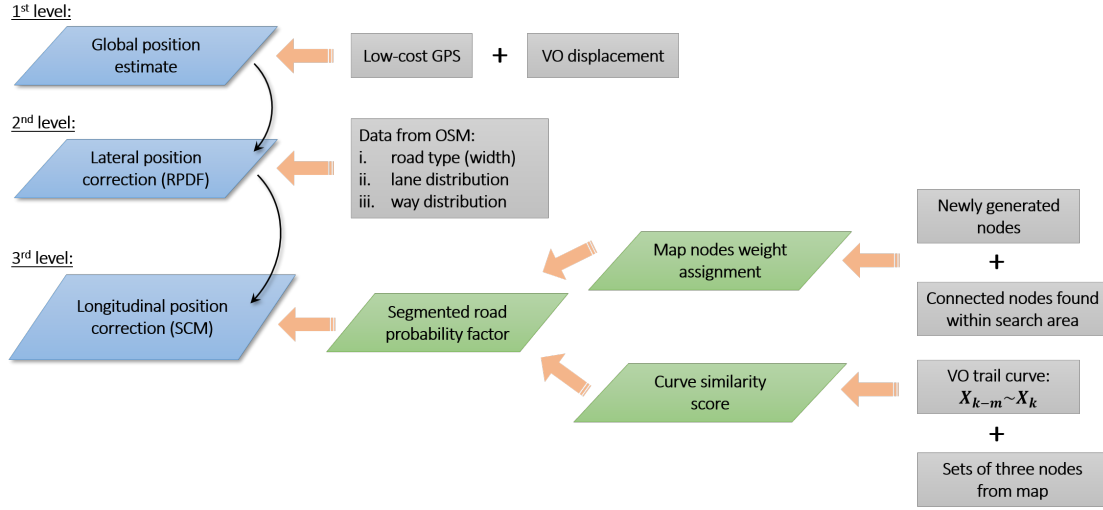 1st level:
Global position
estimate
Low-cost GPS
+
VO displacement
2nd level:
Lateral position
correction (RPDF)
Data from OSM:
i. road type (width)
ii. lane distribution
iii. way distribution
3rd level:
Longitudinal position
correction (SCM)
Segmented road
probability factor
Map nodes weight
assignment
Newly generated
nodes
+
Connected nodes found
within search area
Curve similarity
score
VO trail curve:
X_{k−m}~X_k
+
Sets of three nodes
from map